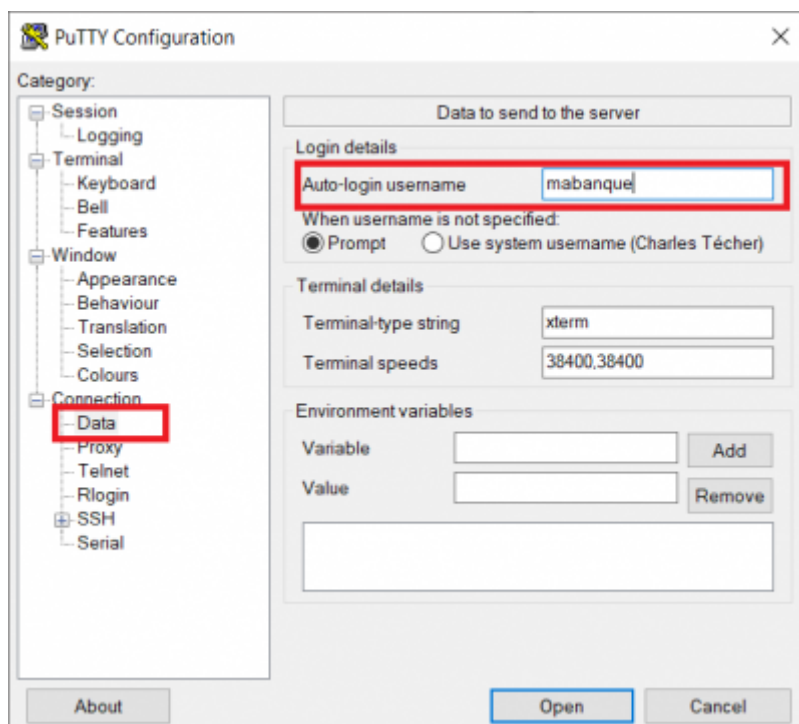 PuTTY Configuration
Category:
Session
Logging
Terminal
Keyboard
Bell
Features
Window
Appearance
Behaviour
Translation
Selection
Colours
Connection
Data
Proxy
Telnet
Rlogin
SSH
Serial
Data to send to the server
Login details
Auto-login username mabanque
When username is not specified:
Prompt Use system username (Charles Técher)
Terminal details
Terminal-type string xterm
Terminal speeds 38400,38400
Environment variables
Variable Add
Value Remove
About Open Cancel